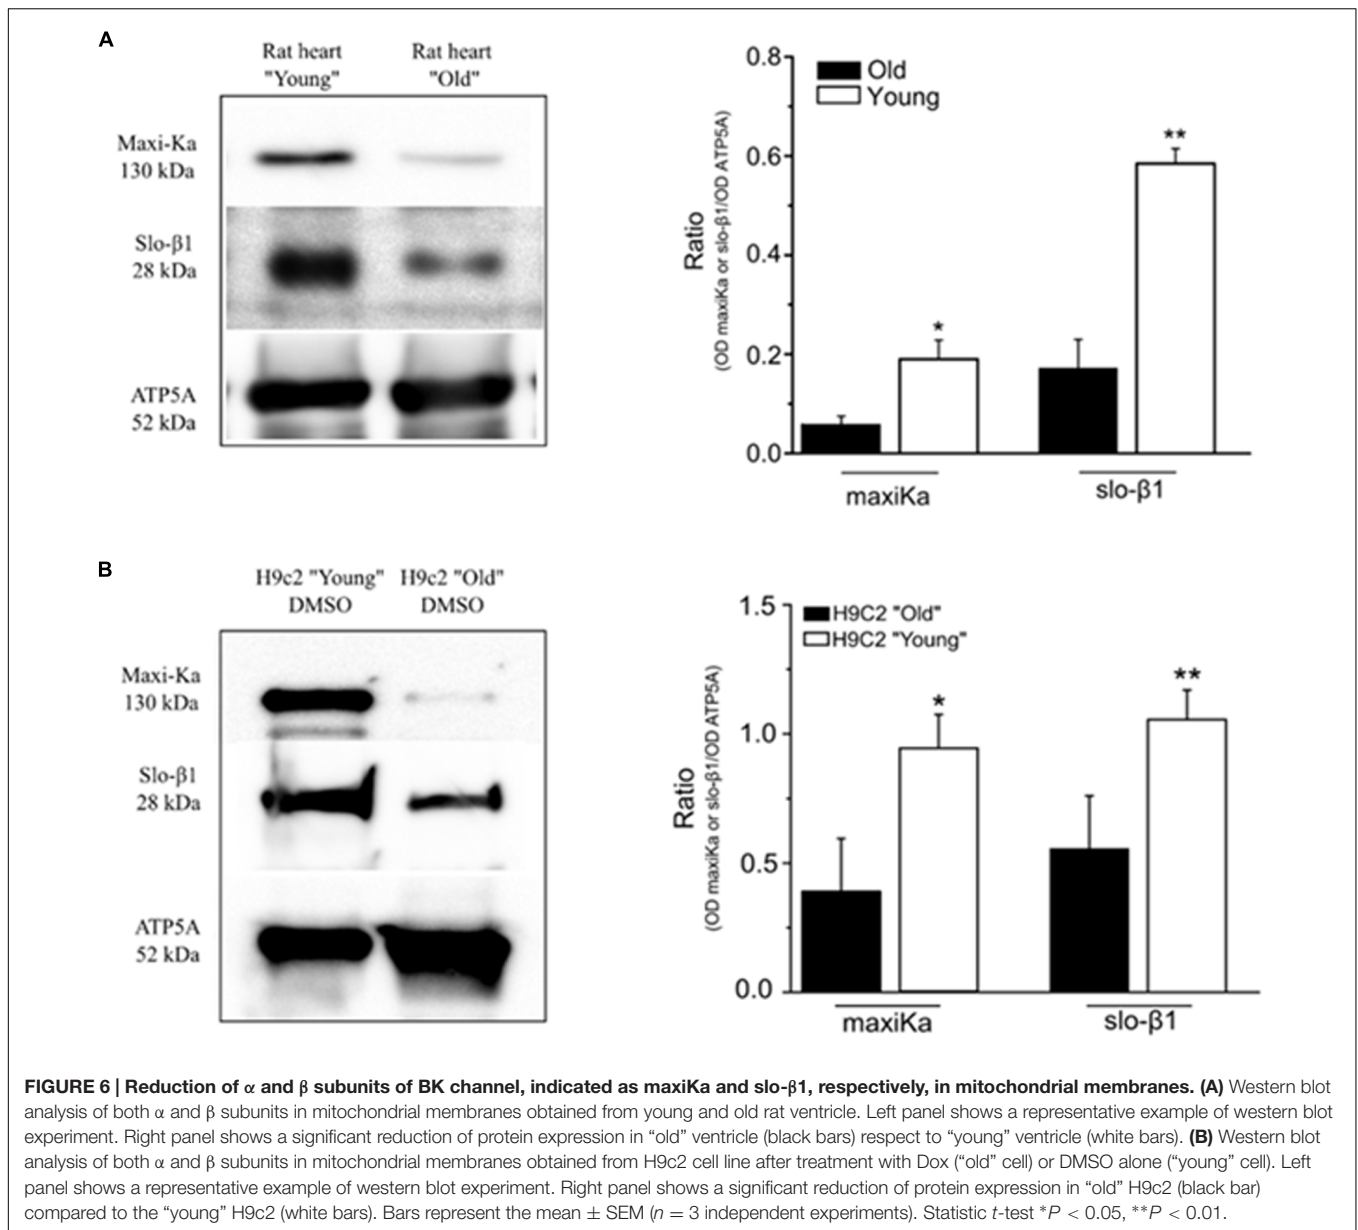 A
Rat heart
"Young"
Rat heart
"Old"
Maxi-Ka
130 kDa
Slo-β1
28 kDa
ATP5A
52 kDa
Ratio
(OD maxiKa or slo-β1/OD ATP5A)
0.8
0.6
0.4
0.2
0.0
Old
Young
*
**
maxiKa
slo-β1
B
H9c2 "Young"
DMSO
H9c2 "Old"
DMSO
Maxi-Ka
130 kDa
Slo-β1
28 kDa
ATP5A
52 kDa
Ratio
(OD maxiKa or slo-β1/OD ATP5A)
1.5
1.0
0.5
0.0
H9C2 "Old"
H9C2 "Young"
*
**
maxiKa
slo-β1
FIGURE 6 | Reduction of α and β subunits of BK channel, indicated as maxiKa and slo-β1, respectively, in mitochondrial membranes. (A) Western blot
analysis of both α and β subunits in mitochondrial membranes obtained from young and old rat ventricle. Left panel shows a representative example of western blot
experiment. Right panel shows a significant reduction of protein expression in “old” ventricle (black bars) respect to “young” ventricle (white bars). (B) Western blot
analysis of both α and β subunits in mitochondrial membranes obtained from H9c2 cell line after treatment with Dox (“old” cell) or DMSO alone (“young” cell). Left
panel shows a representative example of western blot experiment. Right panel shows a significant reduction of protein expression in “old” H9c2 (black bar)
compared to the “young” H9c2 (white bars). Bars represent the mean ± SEM (n = 3 independent experiments). Statistic t-test *P < 0.05, **P < 0.01.